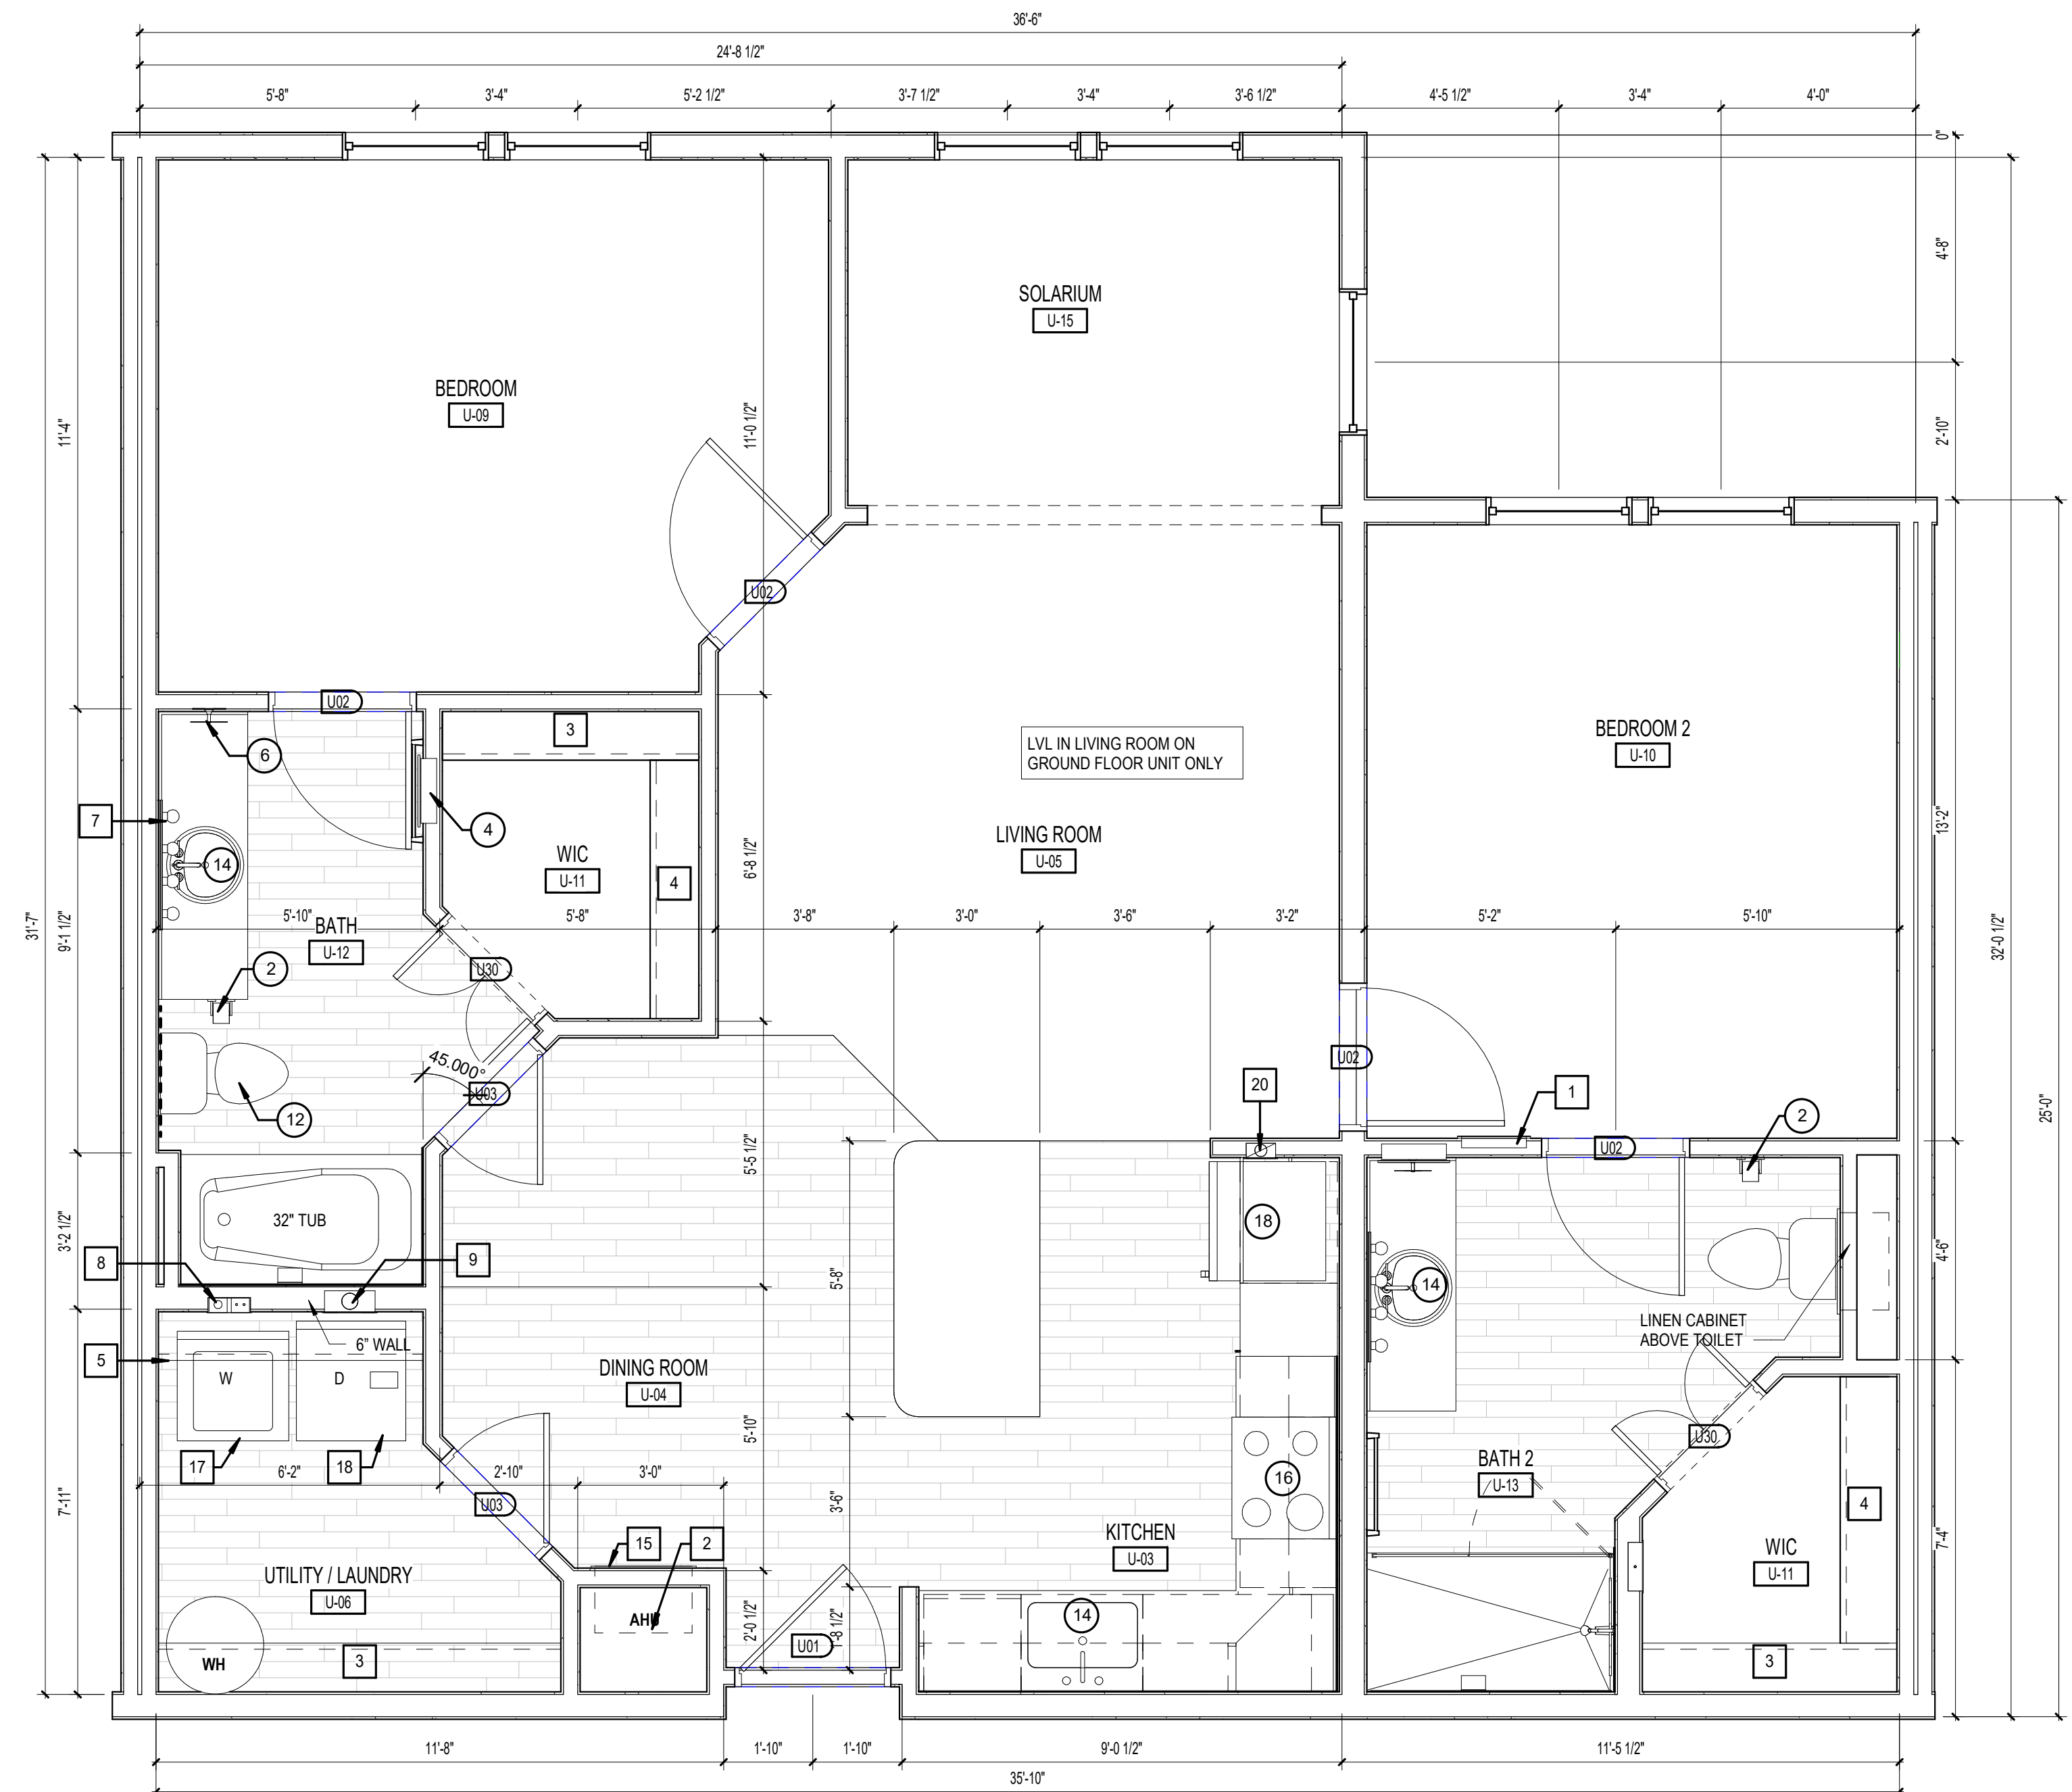 36'-6"
24'-8 1/2"
5'-8"
3'-4"
5'-2 1/2"
3'-7 1/2"
3'-4"
3'-6 1/2"
4'-5 1/2"
3'-4"
4'-0"
0"
4'-8"
2'-10"
SOLARIUM
U-15
BEDROOM
U-09
11'-4"
11'-0 1/2"
U02
U02
6
3
7
4
14
WIC
U-11
4
6'-8 1/2"
LVL IN LIVING ROOM ON
GROUND FLOOR UNIT ONLY
LIVING ROOM
U-05
BEDROOM 2
U-10
13'-2"
31'-7"
9'-1 1/2"
32'-0 1/2"
25'-0"
5'-10"
5'-8"
3'-8"
3'-0"
3'-6"
3'-2"
5'-2"
5'-10"
BATH
U-12
2
U30
45.000°
U03
12
U02
20
1
2
U02
5'-5 1/2"
3'-2 1/2"
32" TUB
8
9
18
5'-8"
14
4'-6"
LINEN CABINET
ABOVE TOILET
6" WALL
5
W
D
DINING ROOM
U-04
5'-10"
17
6'-2"
18
2'-10"
3'-0"
3'-6"
U03
16
U30
BATH 2
U-13
4
7'-4"
7'-11"
KITCHEN
U-03
15
2
WIC
U-11
UTILITY / LAUNDRY
U-06
AHU
2'-0 1/2"
U01
14
WH
3
3
11'-8"
1'-10"
1'-10"
9'-0 1/2"
11'-5 1/2"
35'-10"